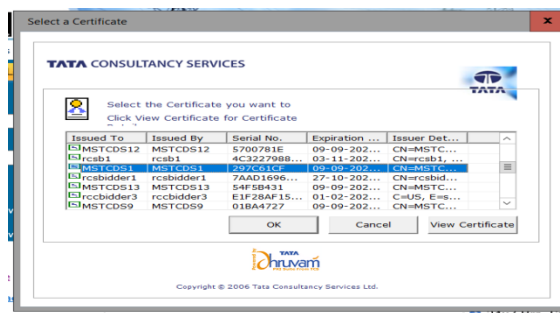 Select a Certificate
x
TATA CONSULTANCY SERVICES
TATA
Select the Certificate you want to
Click View Certificate for Certificate
Issued To Issued By Serial No. Expiration ... Issuer Det...
MSTCDS12 MSTCDS12 5700781E 09-09-202... CN=MSTC...
rcsb1 rcsb1 4C3227988... 03-11-202... CN=rcsb1, ...
MSTCDS1 MSTCDS1 297C61CF 09-09-202... CN=MSTC...
rcsbidder1 rcsbidder1 7AAD1696... 27-10-202... CN=rcsbid...
MSTCDS13 MSTCDS13 54F5B431 09-09-202... CN=MSTC...
rccbidder3 rccbidder3 E1F28AF15... 01-02-202... C=US, E=s...
MSTCDS9 MSTCDS9 01BA4727 09-09-202... CN=MSTC...
OK Cancel View Certificate
TATA
Dhruvam
Copyright © 2006 Tata Consultancy Services Ltd.